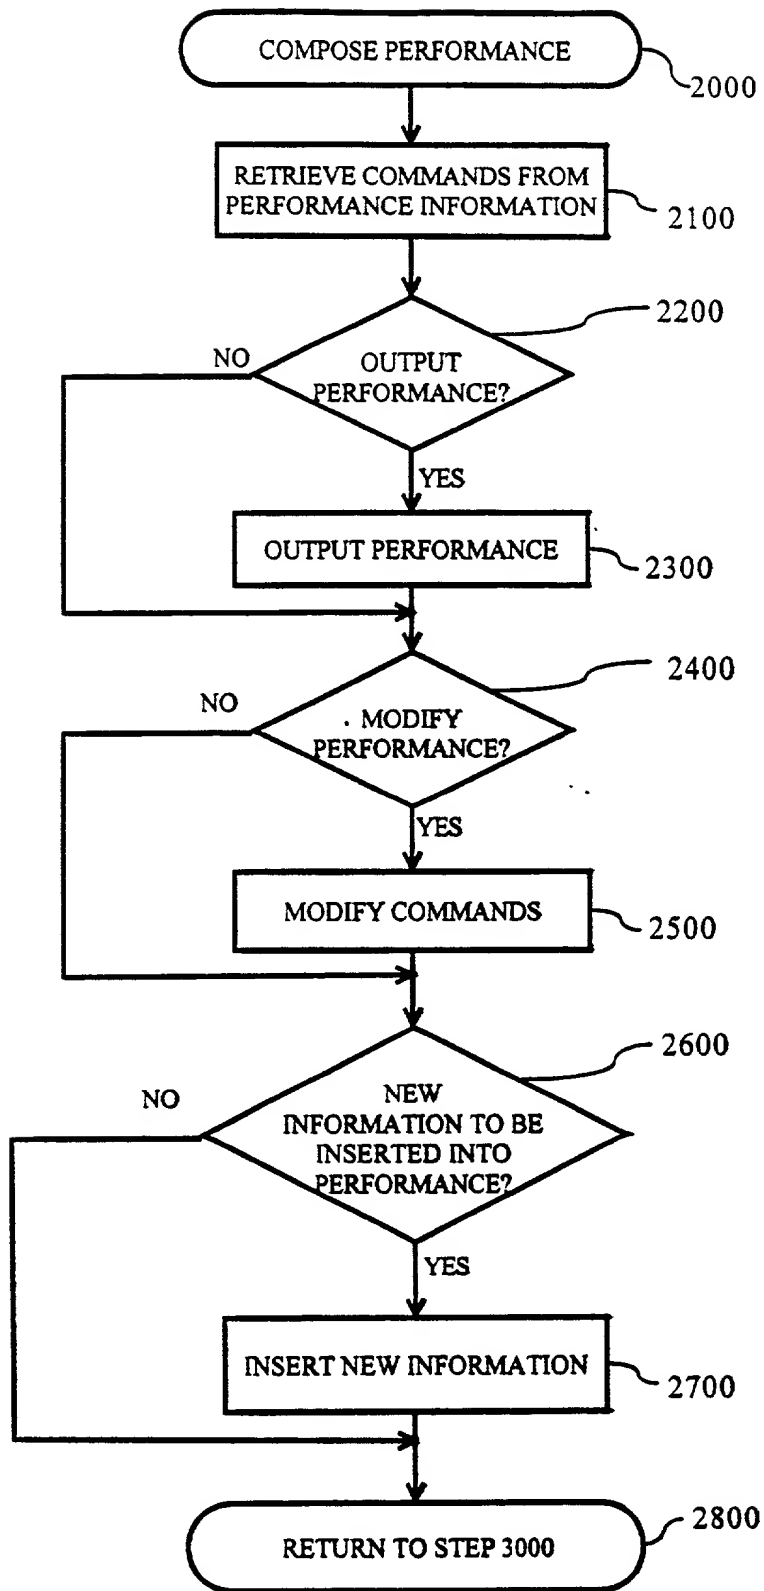 COMPOSE PERFORMANCE
2000
RETRIEVE COMMANDS FROM
PERFORMANCE INFORMATION
2100
2200
NO
OUTPUT
PERFORMANCE?
YES
OUTPUT PERFORMANCE
2300
2400
NO
MODIFY
PERFORMANCE?
YES
MODIFY COMMANDS
2500
2600
NO
NEW
INFORMATION TO BE
INSERTED INTO
PERFORMANCE?
YES
INSERT NEW INFORMATION
2700
2800
RETURN TO STEP 3000